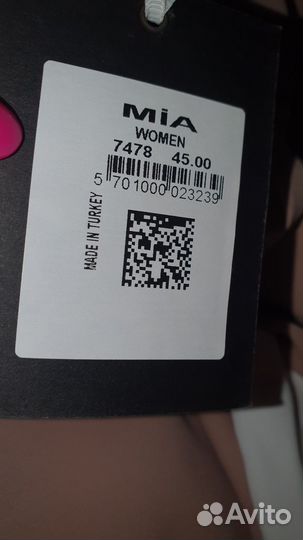 MiA
WOMEN
7478 45.00
5 701000 023239
MADE IN TURKEY
Avito